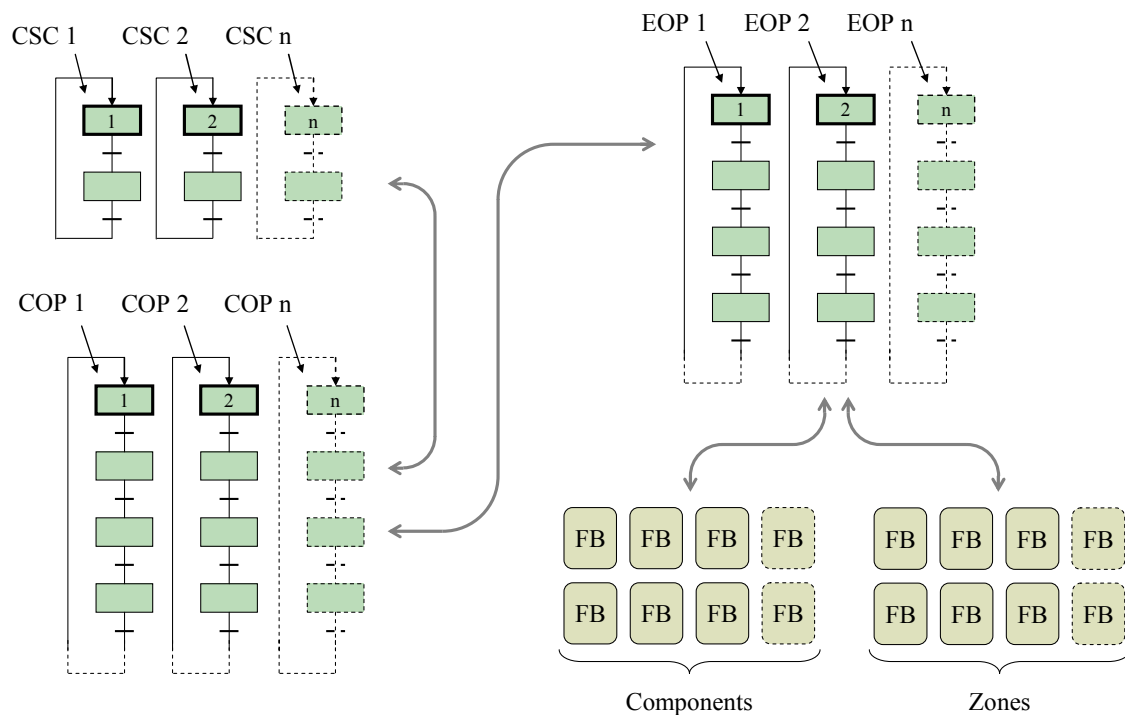 CSC 1 CSC 2 CSC n
1 2 n
COP 1 COP 2 COP n
1 2 n
EOP 1 EOP 2 EOP n
1 2 n
FB FB FB FB
FB FB FB FB
Components
FB FB FB FB
FB FB FB FB
Zones